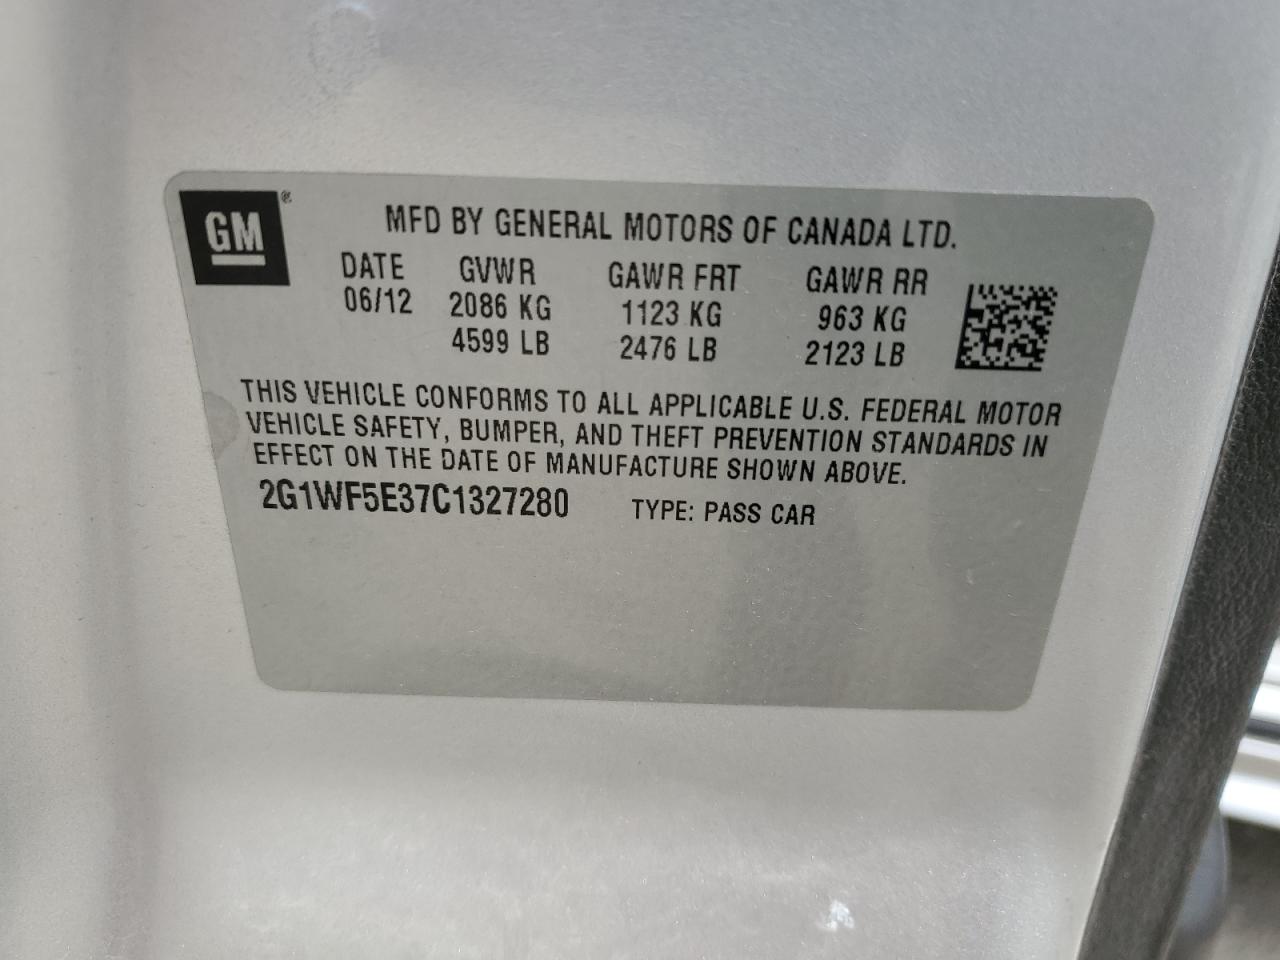 GM ®
MFD BY GENERAL MOTORS OF CANADA LTD.
DATE GVWR GAWR FRT GAWR RR
06/12 2086 KG 1123 KG 963 KG
4599 LB 2476 LB 2123 LB
THIS VEHICLE CONFORMS TO ALL APPLICABLE U.S. FEDERAL MOTOR
VEHICLE SAFETY, BUMPER, AND THEFT PREVENTION STANDARDS IN
EFFECT ON THE DATE OF MANUFACTURE SHOWN ABOVE.
2G1WF5E37C1327280 TYPE: PASS CAR